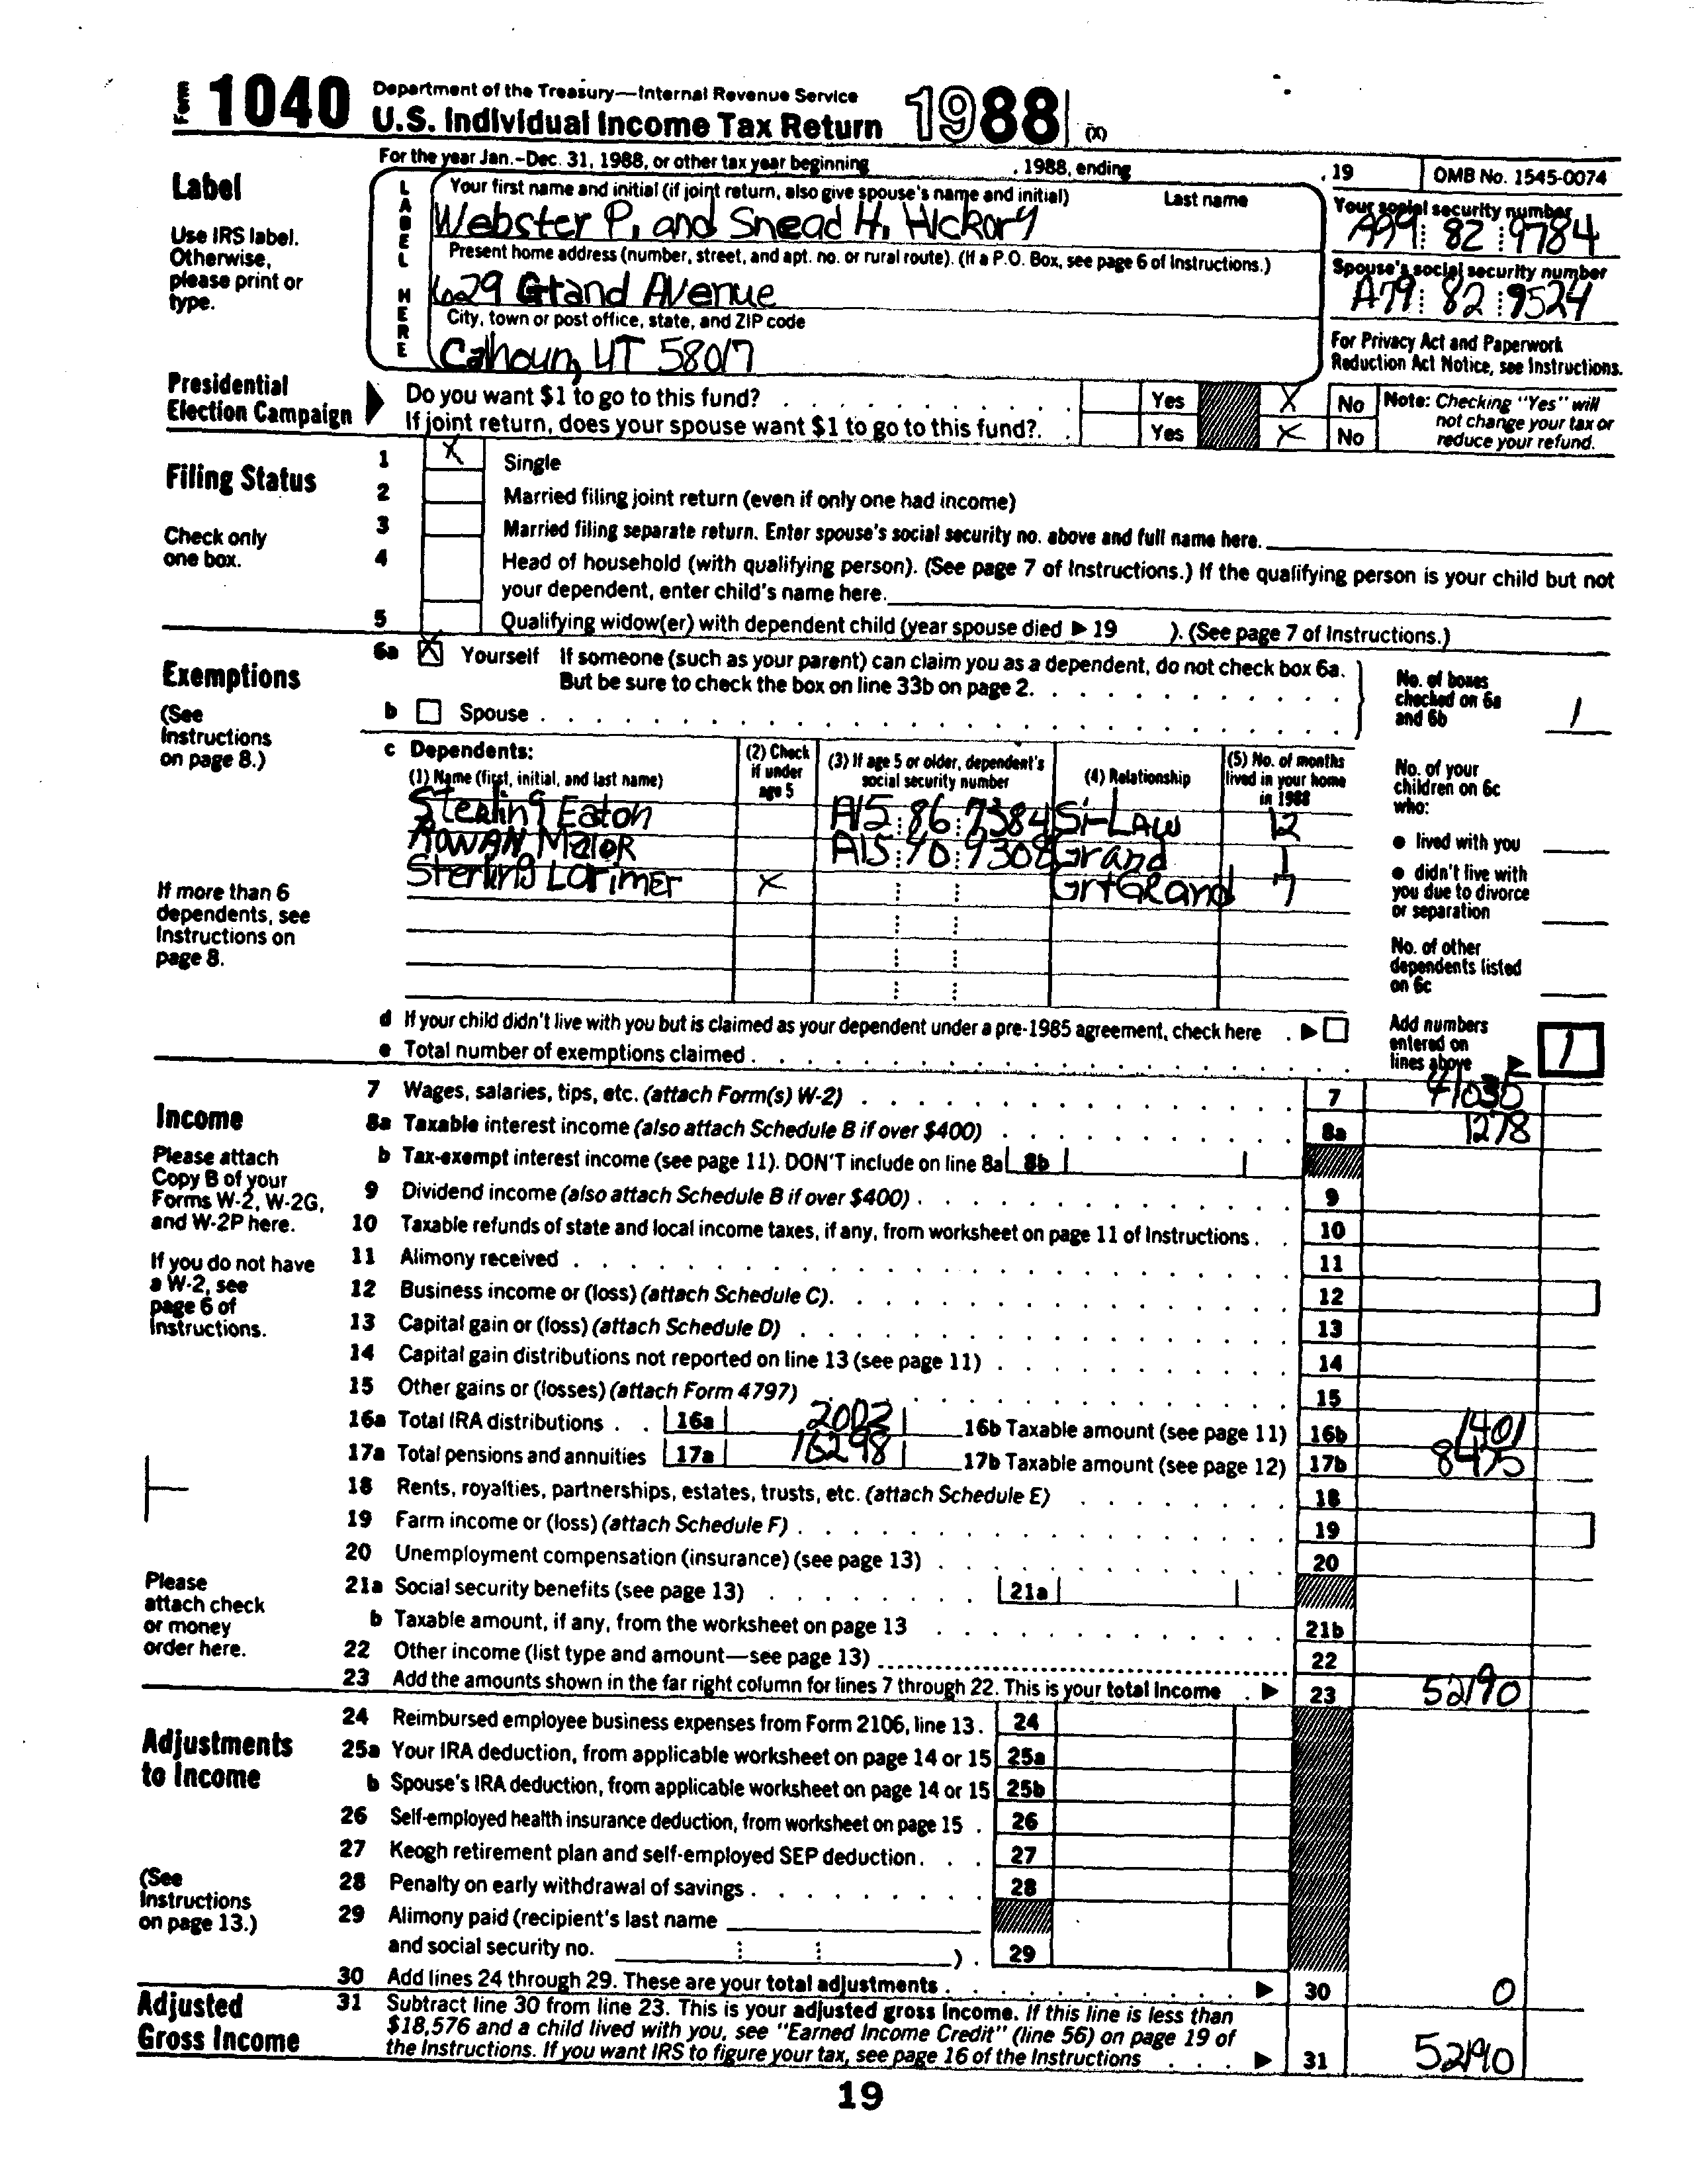 Form 1040 Department of the Treasury—Internal Revenue Service
U.S. Individual Income Tax Return 1988 (X)
For the year Jan.–Dec. 31, 1988, or other tax year beginning , 1988, ending , 19 OMB No. 1545-0074
Label
Use IRS label. Otherwise, please print or type.
LABEL HERE
Your first name and initial (if joint return, also give spouse's name and initial) Last name
Webster P. and Snead H. Hickory
Your social security number
A99 : 82 : 9784
Present home address (number, street, and apt. no. or rural route). (If a P.O. Box, see page 6 of Instructions.)
1629 Grand Avenue
Spouse's social security number
A79 : 82 : 9524
City, town or post office, state, and ZIP code
Calhoun, UT 58017
For Privacy Act and Paperwork Reduction Act Notice, see Instructions.
Presidential Election Campaign
Do you want $1 to go to this fund? Yes X No
If joint return, does your spouse want $1 to go to this fund? Yes X No
Note: Checking "Yes" will not change your tax or reduce your refund.
Filing Status
Check only one box.
1 X Single
2 Married filing joint return (even if only one had income)
3 Married filing separate return. Enter spouse's social security no. above and full name here.
4 Head of household (with qualifying person). (See page 7 of Instructions.) If the qualifying person is your child but not
your dependent, enter child's name here.
5 Qualifying widow(er) with dependent child (year spouse died ▶ 19 ). (See page 7 of Instructions.)
Exemptions
(See Instructions on page 8.)
6a X Yourself If someone (such as your parent) can claim you as a dependent, do not check box 6a.
But be sure to check the box on line 33b on page 2.
b Spouse
No. of boxes checked on 6a and 6b 1
c Dependents:
(1) Name (first, initial, and last name) (2) Check if under age 5 (3) If age 5 or older, dependent's social security number (4) Relationship (5) No. of months lived in your home in 1988
Sterling Eaton A15 : 86 : 7384 Si-Law 12
Rowan Major A15 : 40 : 9308 Grand 1
Sterling Lorimer X GrtGrand 7
If more than 6 dependents, see Instructions on page 8.
No. of your children on 6c who:
● lived with you
● didn't live with you due to divorce or separation
No. of other dependents listed on 6c
d If your child didn't live with you but is claimed as your dependent under a pre-1985 agreement, check here ▶
e Total number of exemptions claimed
Add numbers entered on lines above ▶ 1
Income
Please attach Copy B of your Forms W-2, W-2G, and W-2P here.
If you do not have a W-2, see page 6 of Instructions.
Please attach check or money order here.
7 Wages, salaries, tips, etc. (attach Form(s) W-2) 7 41036
8a Taxable interest income (also attach Schedule B if over $400) 8a 1278
b Tax-exempt interest income (see page 11). DON'T include on line 8a 8b
9 Dividend income (also attach Schedule B if over $400) 9
10 Taxable refunds of state and local income taxes, if any, from worksheet on page 11 of Instructions 10
11 Alimony received 11
12 Business income or (loss) (attach Schedule C) 12
13 Capital gain or (loss) (attach Schedule D) 13
14 Capital gain distributions not reported on line 13 (see page 11) 14
15 Other gains or (losses) (attach Form 4797) 15
16a Total IRA distributions 16a 2002 16b Taxable amount (see page 11) 16b 1401
17a Total pensions and annuities 17a 16298 17b Taxable amount (see page 12) 17b 8475
18 Rents, royalties, partnerships, estates, trusts, etc. (attach Schedule E) 18
19 Farm income or (loss) (attach Schedule F) 19
20 Unemployment compensation (insurance) (see page 13) 20
21a Social security benefits (see page 13) 21a
b Taxable amount, if any, from the worksheet on page 13 21b
22 Other income (list type and amount—see page 13) 22
23 Add the amounts shown in the far right column for lines 7 through 22. This is your total income ▶ 23 52190
Adjustments to Income
(See Instructions on page 13.)
24 Reimbursed employee business expenses from Form 2106, line 13. 24
25a Your IRA deduction, from applicable worksheet on page 14 or 15 25a
b Spouse's IRA deduction, from applicable worksheet on page 14 or 15 25b
26 Self-employed health insurance deduction, from worksheet on page 15 26
27 Keogh retirement plan and self-employed SEP deduction 27
28 Penalty on early withdrawal of savings 28
29 Alimony paid (recipient's last name
and social security no. : : ) 29
30 Add lines 24 through 29. These are your total adjustments ▶ 30 0
Adjusted Gross Income
31 Subtract line 30 from line 23. This is your adjusted gross income. If this line is less than
$18,576 and a child lived with you, see "Earned Income Credit" (line 56) on page 19 of
the Instructions. If you want IRS to figure your tax, see page 16 of the Instructions ▶ 31 52190
19